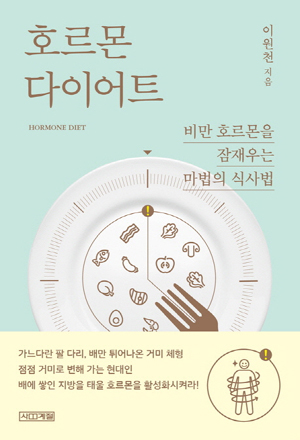 호르몬
다이어트
이원천 지음
HORMONE DIET
비만 호르몬을
잠재우는
마법의 식사법
가느다란 팔 다리, 배만 튀어나온 거미 체형
점점 거미로 변해 가는 현대인
배에 쌓인 지방을 태울 호르몬을 활성화시켜라!
사계절